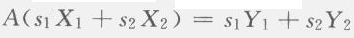 A(s₁X₁ + s₂X₂) = s₁Y₁ + s₂Y₂